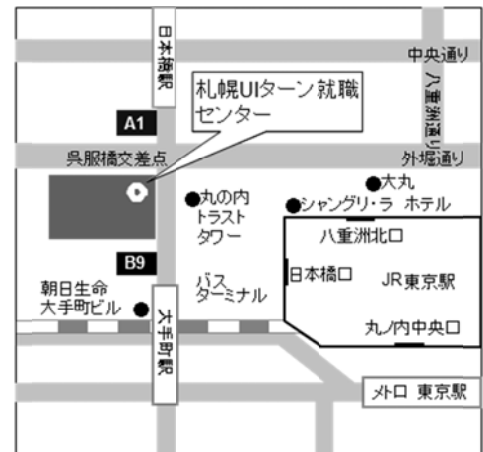 日本橋駅
中央通り
八重洲通り
札幌UIターン就職
センター
A1
呉服橋交差点
外堀通り
大丸
丸の内
トラスト
タワー
シャングリ・ラ ホテル
八重洲北口
B9
日本橋口
JR東京駅
バス
ターミナル
朝日生命
大手町ビル
大手町駅
丸ノ内中央口
メトロ 東京駅